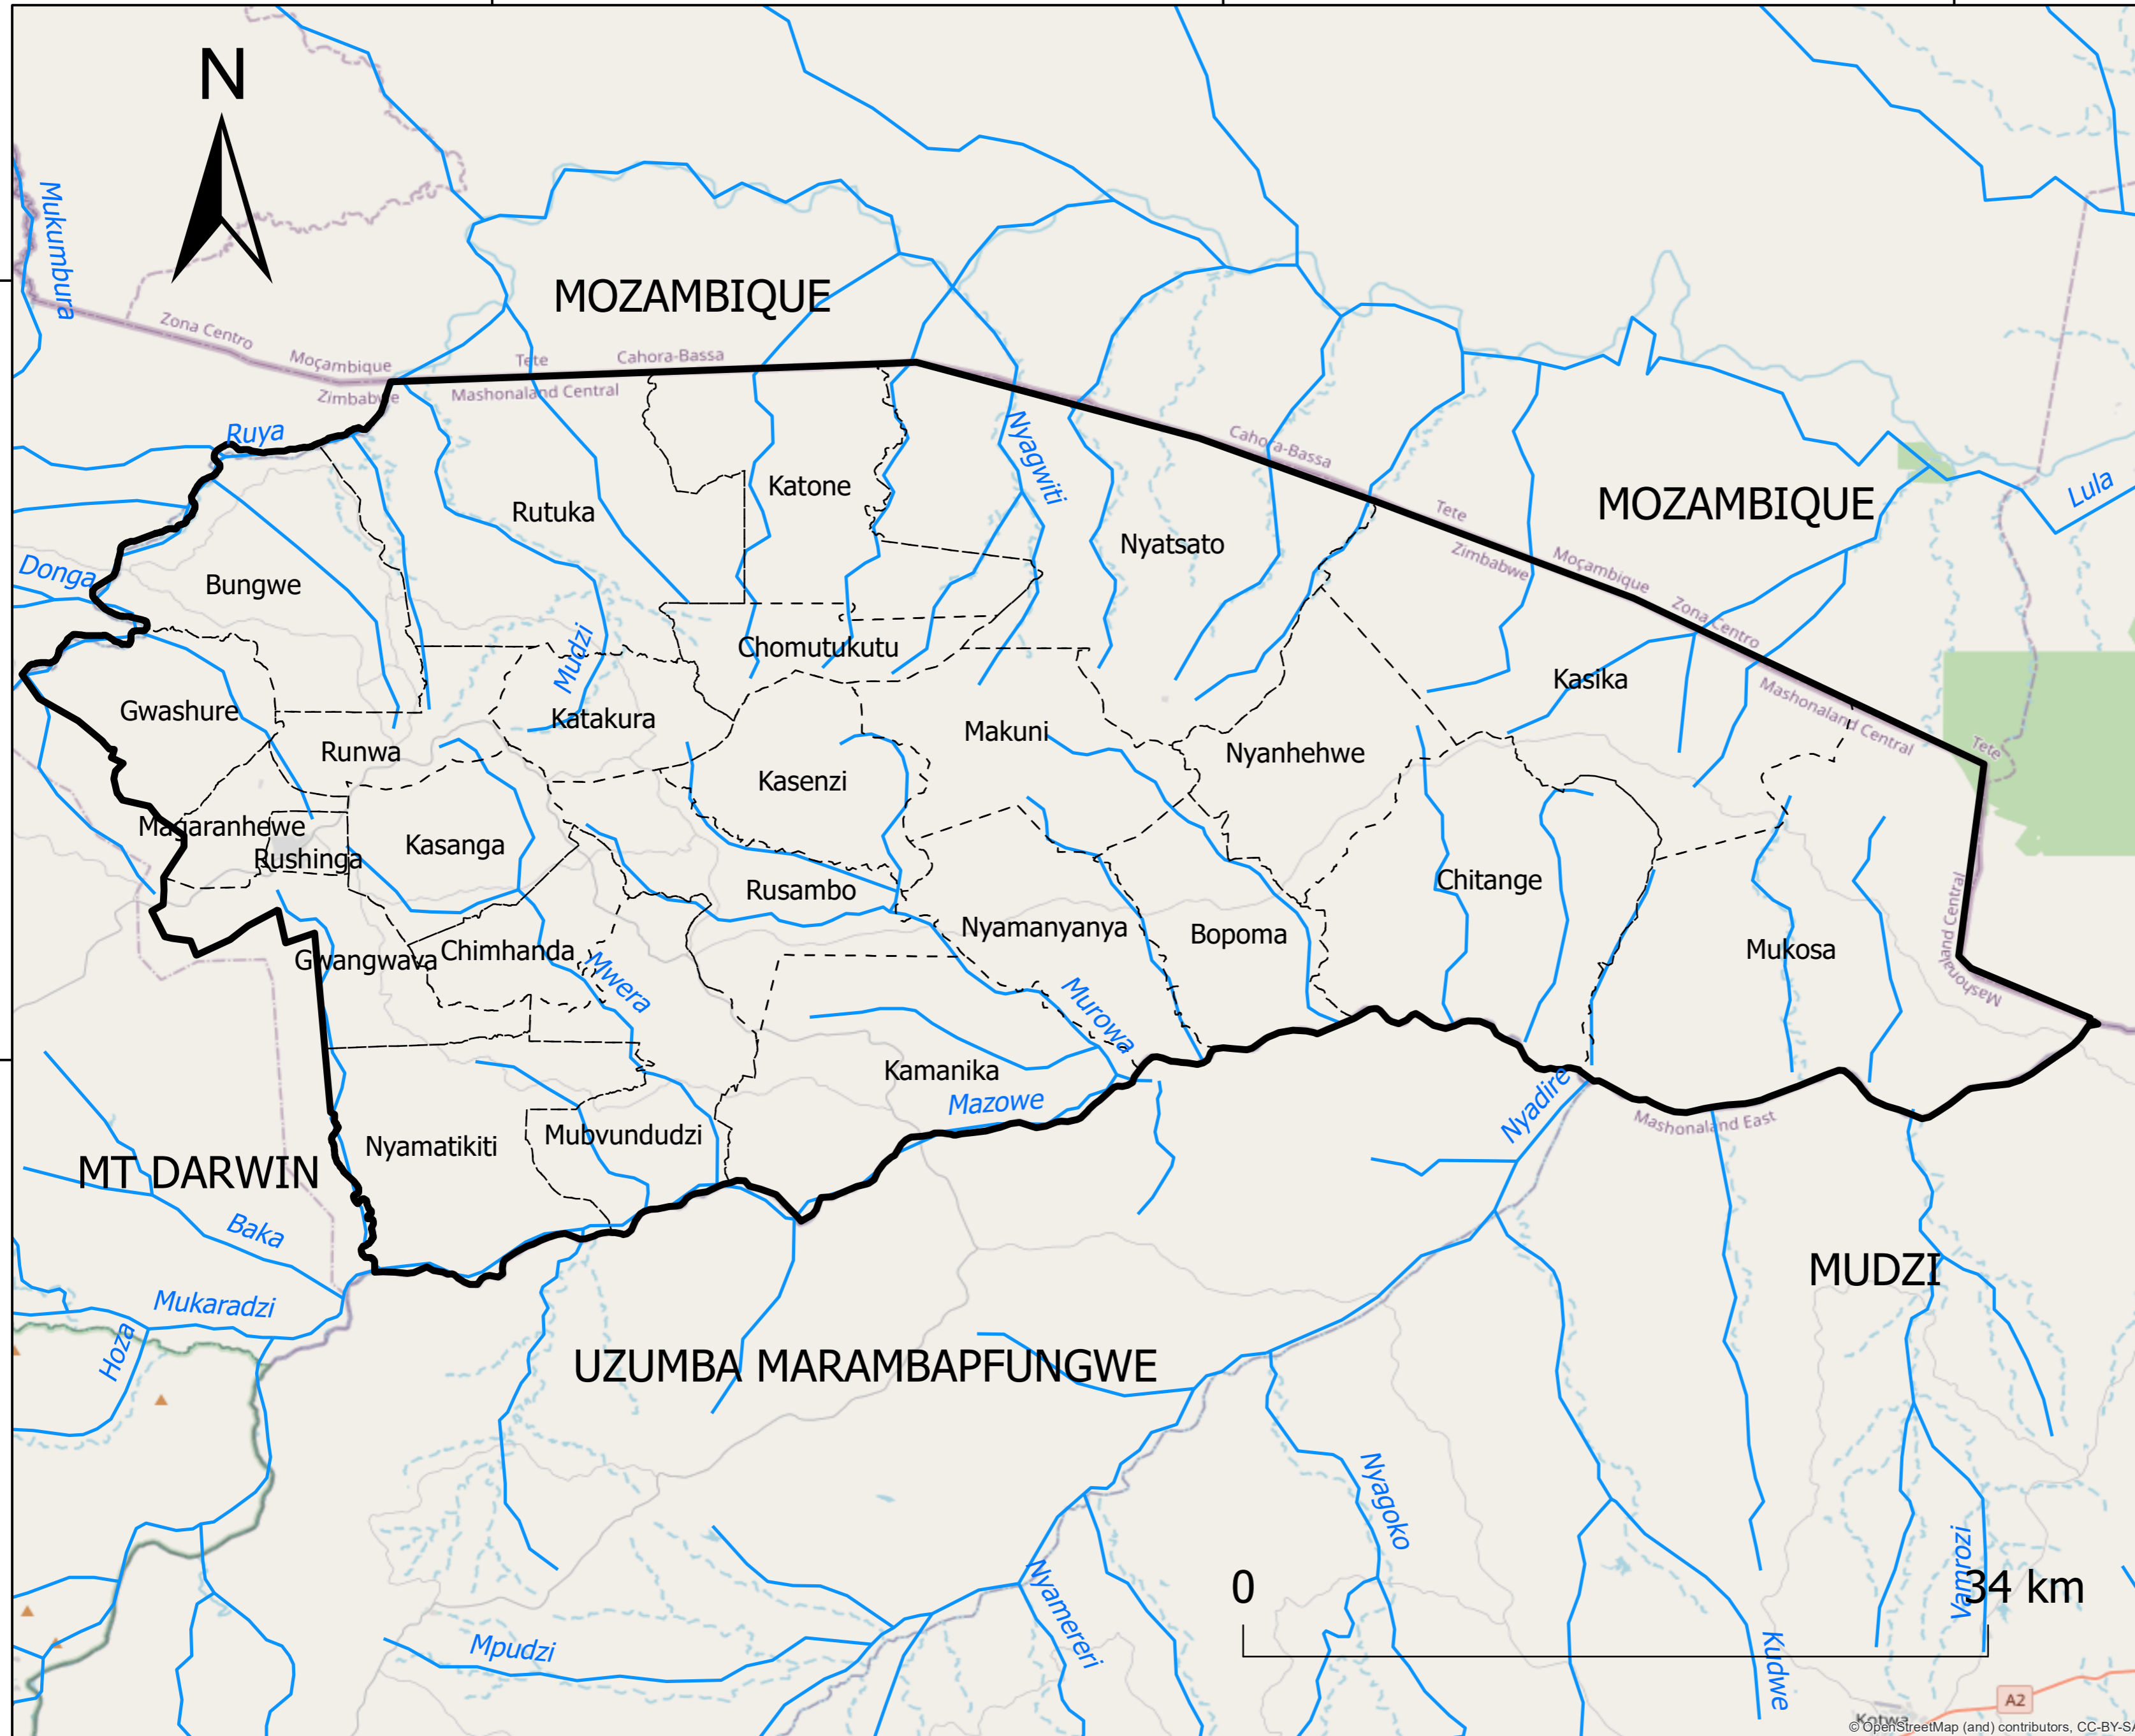 N
Mukumbura
MOZAMBIQUE
Zona Centro
Moçambique
Tete
Cahora-Bassa
Zimbabwe
Mashonaland Central
Ruya
Nyagwiti
Cahora-Bassa
Katone
Rutuka
Tete
MOZAMBIQUE
Lula
Nyatsato
Zimbabwe
Moçambique
Donga
Bungwe
Zona Centro
Mudzi
Chomutukutu
Kasika
Gwashure
Katakura
Makuni
Mashonaland Central
Runwa
Nyanhehwe
Tete
Kasenzi
Magaranhewe
Kasanga
Rushinga
Rusambo
Chitange
Nyamanyanya
Bopoma
Mukosa
Chimhanda
Gwangwava
Mwera
Murowa
Mashonaland Central
Mashonal
Kamanika
Mazowe
Nyadire
Mashonaland East
Mubvundudzi
Nyamatikiti
MT DARWIN
Baka
MUDZI
Mukaradzi
Hoza
UZUMBA MARAMBAPFUNGWE
Nyagoko
Vamrozi
0
34 km
Nyamereri
Mpudzi
Kudwe
A2
Kotwa
© OpenStreetMap (and) contributors, CC-BY-SA